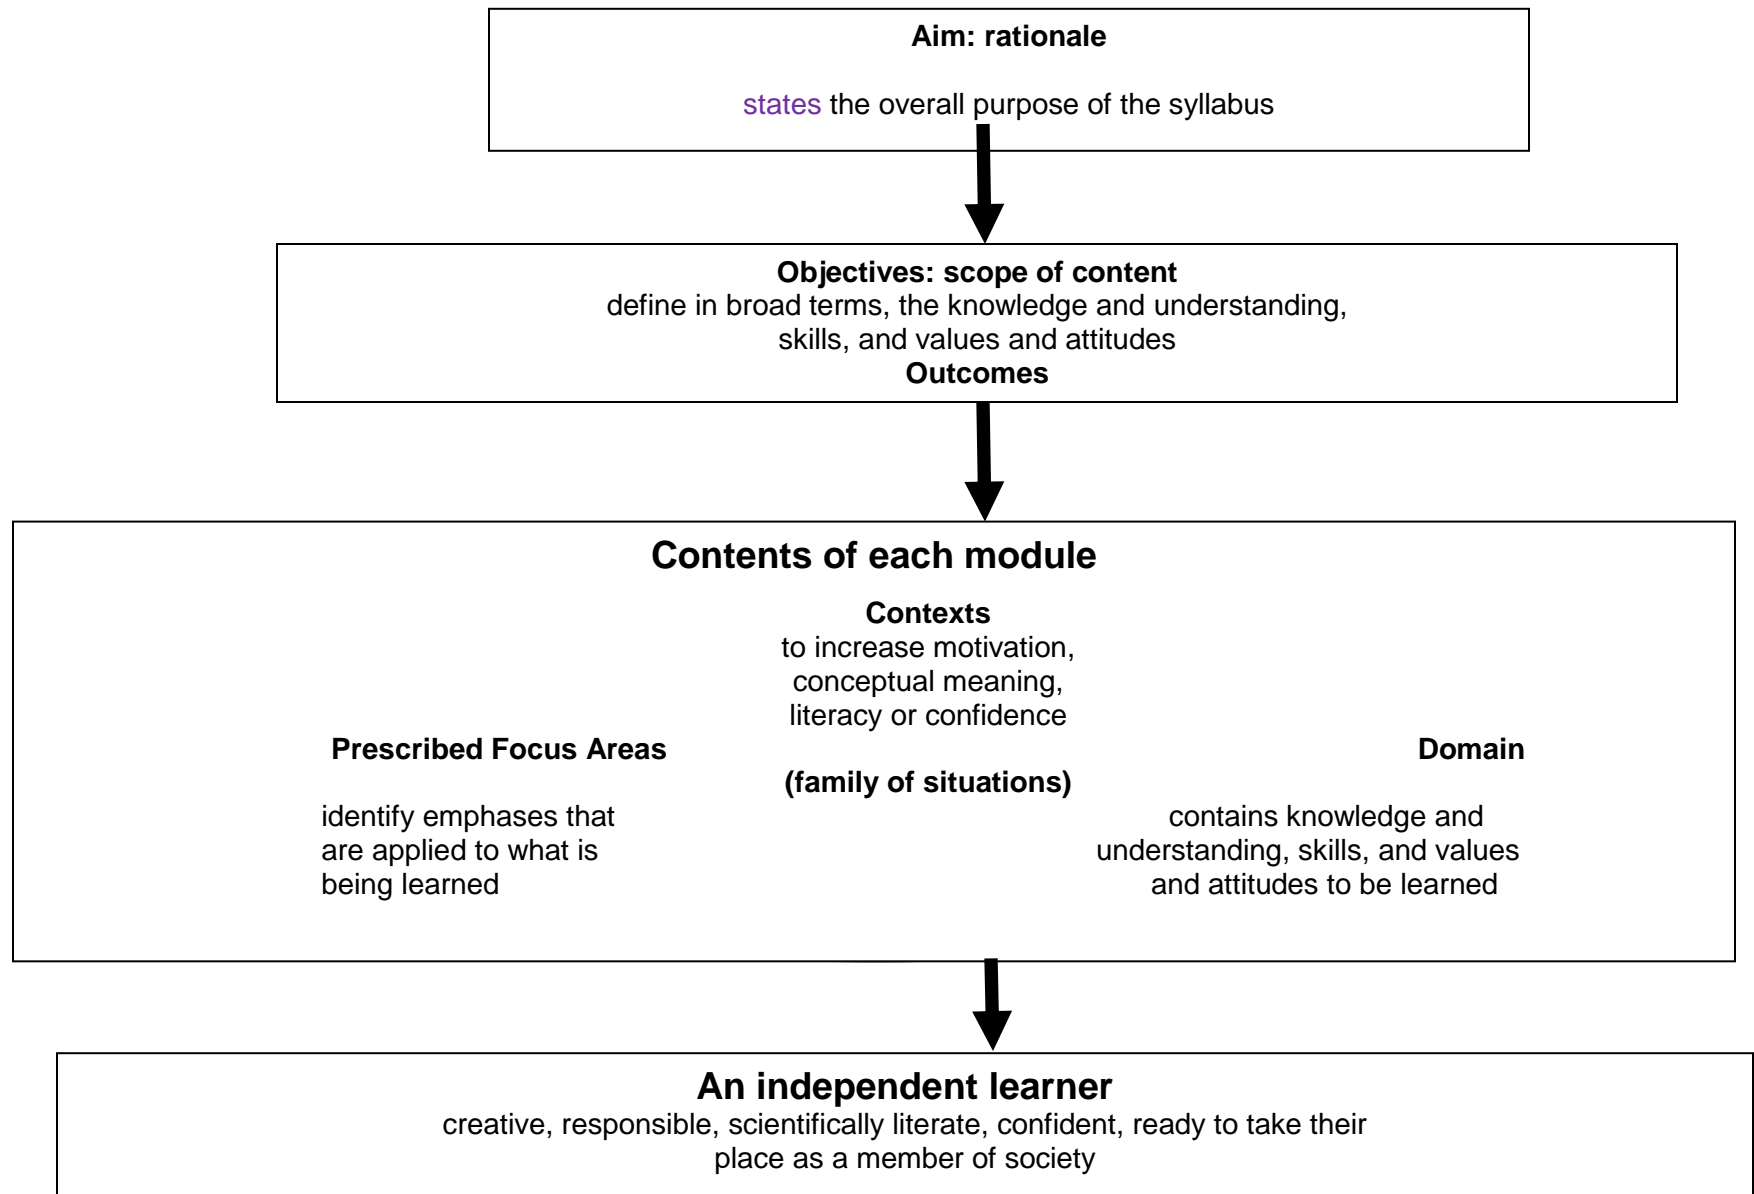 Aim: rationale
states the overall purpose of the syllabus
Objectives: scope of content
define in broad terms, the knowledge and understanding,
skills, and values and attitudes
Outcomes
Contents of each module
Contexts
to increase motivation,
conceptual meaning,
literacy or confidence
(family of situations)
Prescribed Focus Areas
identify emphases that
are applied to what is
being learned
Domain
contains knowledge and
understanding, skills, and values
and attitudes to be learned
An independent learner
creative, responsible, scientifically literate, confident, ready to take their
place as a member of society